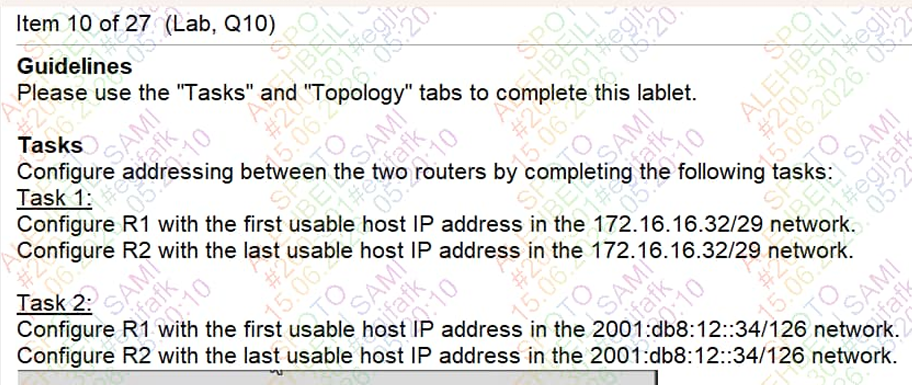 Item 10 of 27 (Lab, Q10)
Guidelines
Please use the "Tasks" and "Topology" tabs to complete this lablet.
Tasks
Configure addressing between the two routers by completing the following tasks:
Task 1:
Configure R1 with the first usable host IP address in the 172.16.16.32/29 network.
Configure R2 with the last usable host IP address in the 172.16.16.32/29 network.
Task 2:
Configure R1 with the first usable host IP address in the 2001:db8:12::34/126 network.
Configure R2 with the last usable host IP address in the 2001:db8:12::34/126 network.